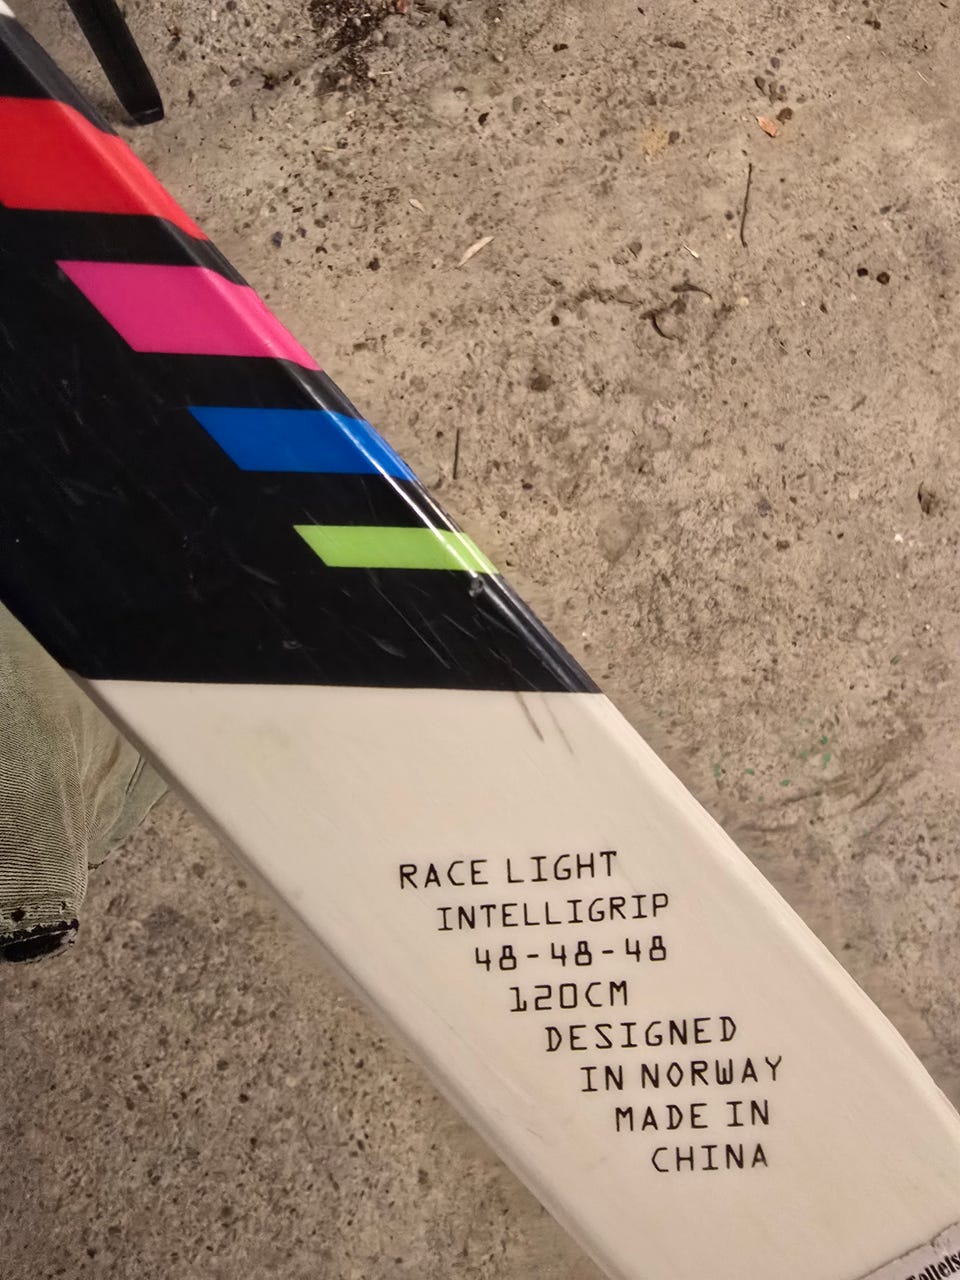 RACE LIGHT
INTELLIGRIP
48-48-48
120CM
DESIGNED
IN NORWAY
MADE IN
CHINA